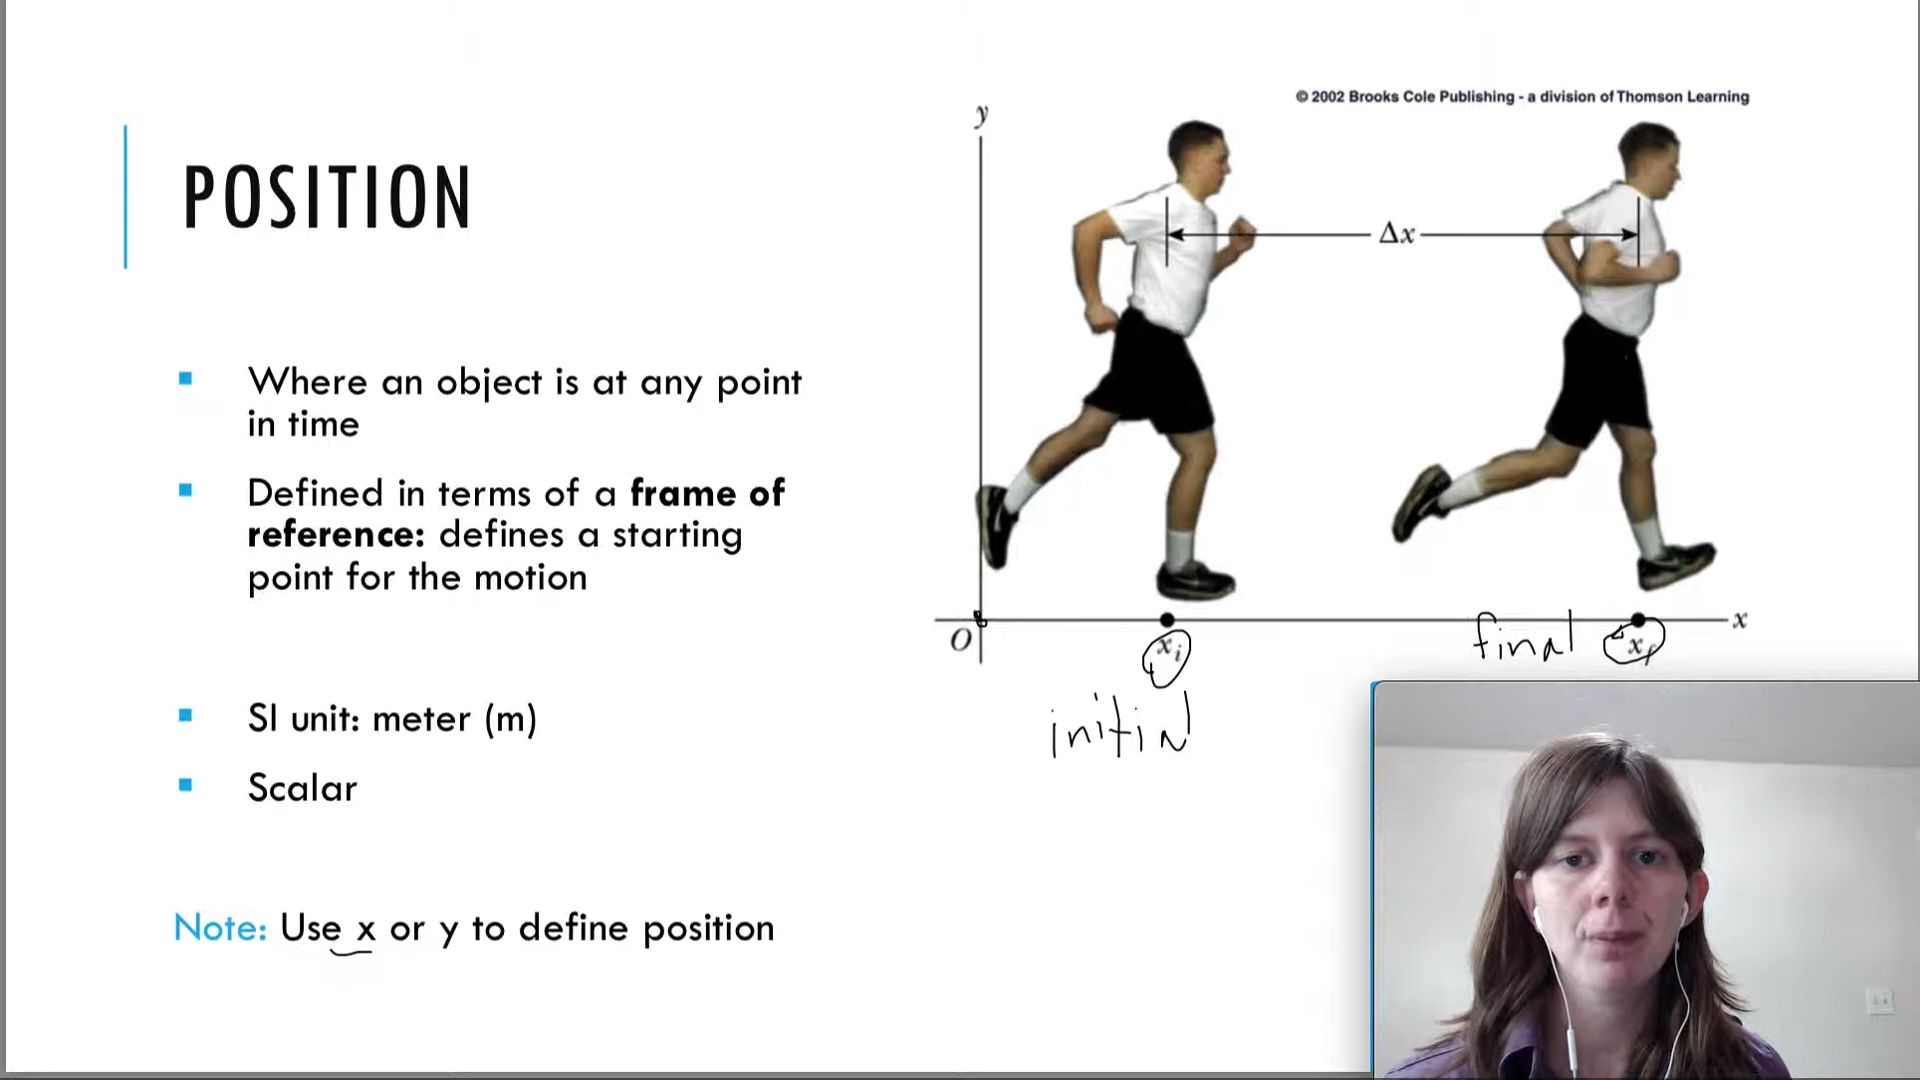 POSITION
Where an object is at any point
in time
Defined in terms of a frame of
reference: defines a starting
point for the motion
SI unit: meter (m)
Scalar
Note: Use x or y to define position
© 2002 Brooks Cole Publishing - a division of Thomson Learning
y
Δx
O
x
xi
final
xf
initial